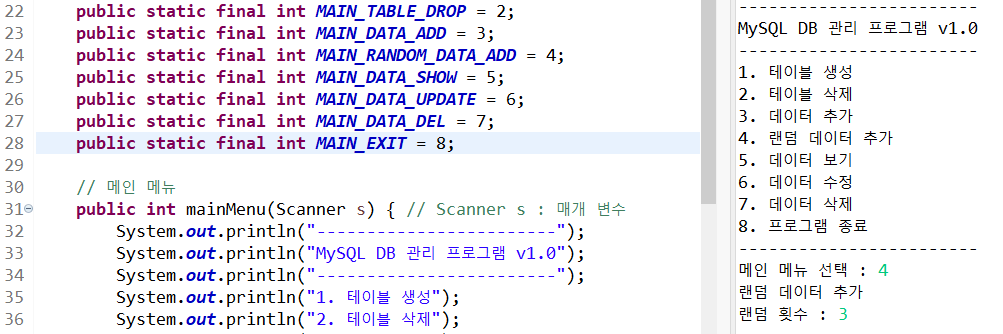 22 public static final int MAIN_TABLE_DROP = 2;
23 public static final int MAIN_DATA_ADD = 3;
24 public static final int MAIN_RANDOM_DATA_ADD = 4;
25 public static final int MAIN_DATA_SHOW = 5;
26 public static final int MAIN_DATA_UPDATE = 6;
27 public static final int MAIN_DATA_DEL = 7;
28 public static final int MAIN_EXIT = 8;
29
30 // 메인 메뉴
31 public int mainMenu(Scanner s) { // Scanner s : 매개 변수
32 System.out.println("------------------------");
33 System.out.println("MySQL DB 관리 프로그램 v1.0");
34 System.out.println("------------------------");
35 System.out.println("1. 테이블 생성");
36 System.out.println("2. 테이블 삭제");
------------------------
MySQL DB 관리 프로그램 v1.0
------------------------
1. 테이블 생성
2. 테이블 삭제
3. 데이터 추가
4. 랜덤 데이터 추가
5. 데이터 보기
6. 데이터 수정
7. 데이터 삭제
8. 프로그램 종료
------------------------
메인 메뉴 선택 : 4
랜덤 데이터 추가
랜덤 횟수 : 3